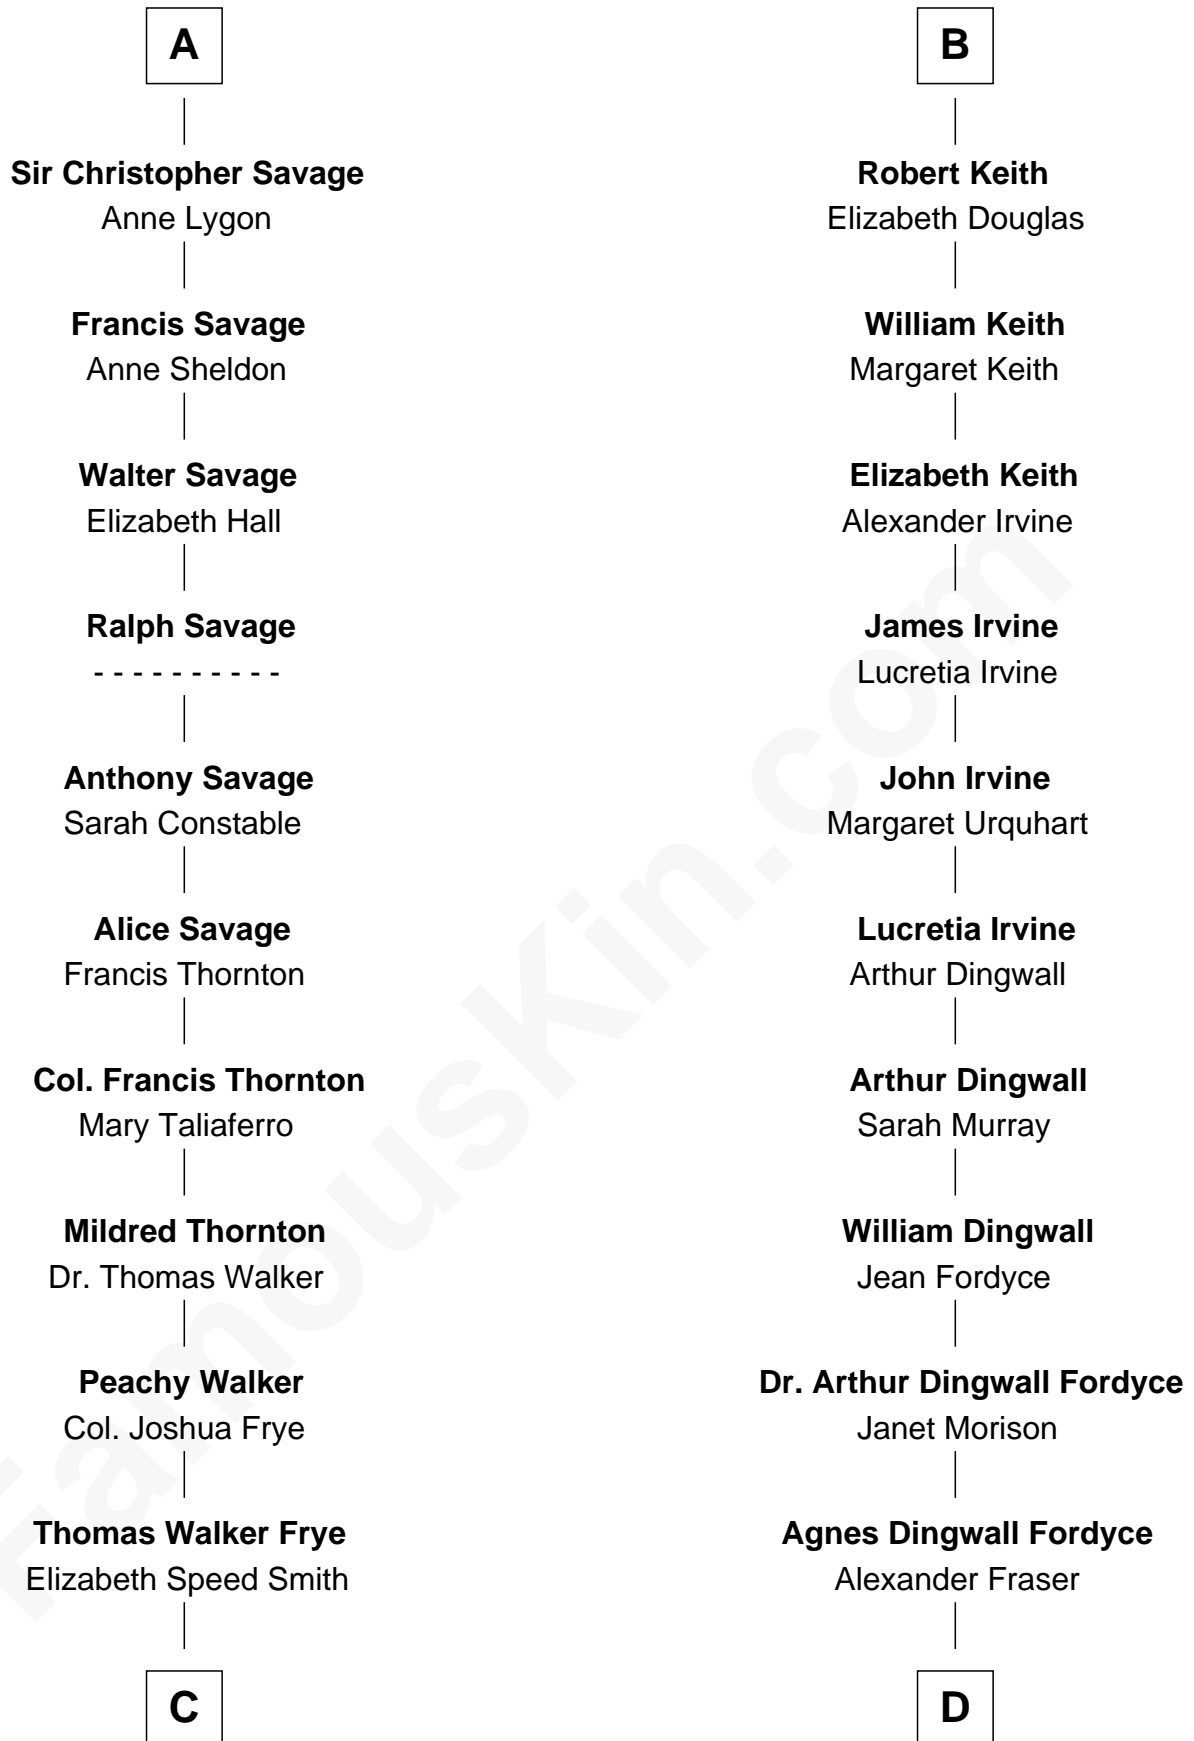 A
Sir Christopher Savage
Anne Lygon
Francis Savage
Anne Sheldon
Walter Savage
Elizabeth Hall
Ralph Savage
- - - - - - - - - -
Anthony Savage
Sarah Constable
Alice Savage
Francis Thornton
Col. Francis Thornton
Mary Taliaferro
Mildred Thornton
Dr. Thomas Walker
Peachy Walker
Col. Joshua Frye
Thomas Walker Frye
Elizabeth Speed Smith
C
B
Robert Keith
Elizabeth Douglas
William Keith
Margaret Keith
Elizabeth Keith
Alexander Irvine
James Irvine
Lucretia Irvine
John Irvine
Margaret Urquhart
Lucretia Irvine
Arthur Dingwall
Arthur Dingwall
Sarah Murray
William Dingwall
Jean Fordyce
Dr. Arthur Dingwall Fordyce
Janet Morison
Agnes Dingwall Fordyce
Alexander Fraser
D
FamousKin.com